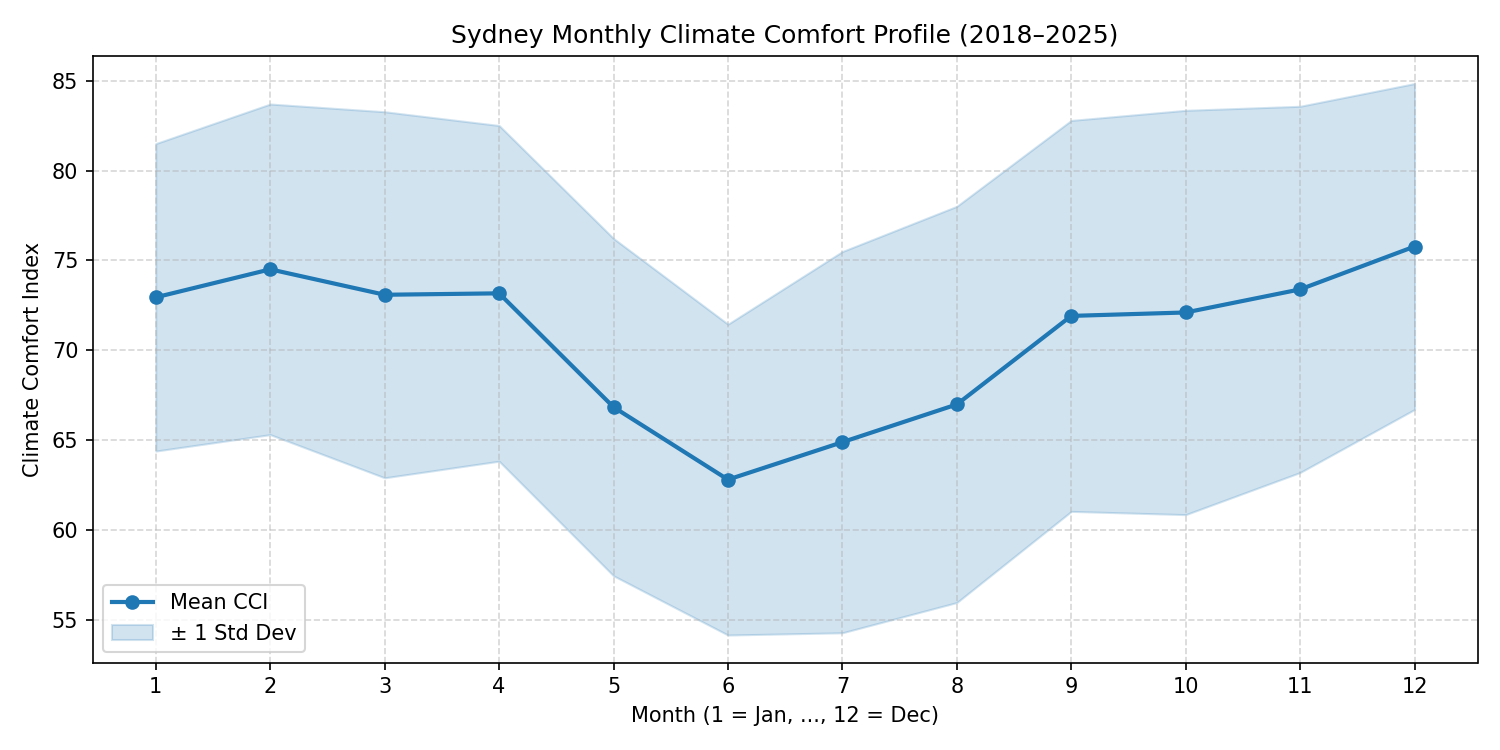 Sydney Monthly Climate Comfort Profile (2018–2025)
Climate Comfort Index
85
80
75
70
65
60
55
Mean CCI
± 1 Std Dev
1 2 3 4 5 6 7 8 9 10 11 12
Month (1 = Jan, ..., 12 = Dec)